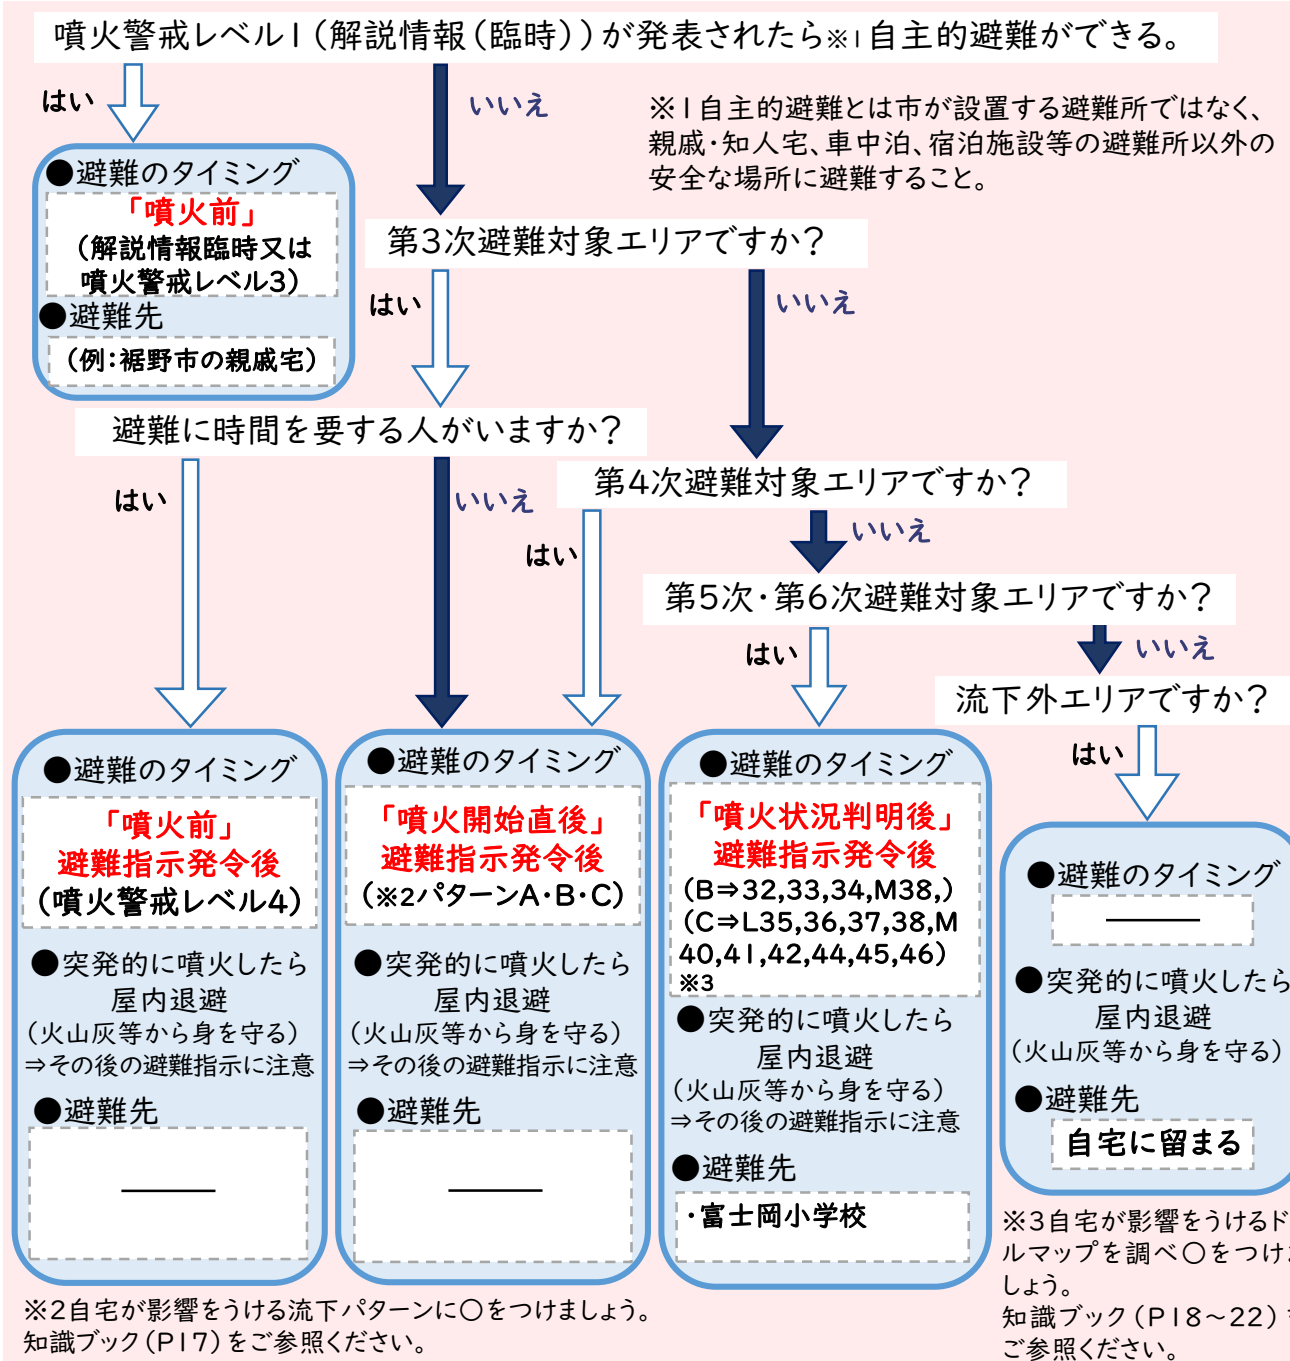 噴火警戒レベル1（解説情報（臨時））が発表されたら※1自主的避難ができる。
はい
いいえ
※1自主的避難とは市が設置する避難所ではなく、
親戚・知人宅、車中泊、宿泊施設等の避難所以外の
安全な場所に避難すること。
●避難のタイミング
「噴火前」
（解説情報臨時又は
噴火警戒レベル3）
●避難先
（例：裾野市の親戚宅）
第3次避難対象エリアですか？
はい
いいえ
避難に時間を要する人がいますか？
はい
いいえ
第4次避難対象エリアですか？
はい
いいえ
第5次・第6次避難対象エリアですか？
はい
いいえ
流下外エリアですか？
はい
●避難のタイミング
「噴火前」
避難指示発令後
（噴火警戒レベル4）
●突発的に噴火したら
屋内退避
（火山灰等から身を守る）
⇒その後の避難指示に注意
●避難先
●避難のタイミング
「噴火開始直後」
避難指示発令後
（※2パターンA・B・C）
●突発的に噴火したら
屋内退避
（火山灰等から身を守る）
⇒その後の避難指示に注意
●避難先
●避難のタイミング
「噴火状況判明後」
避難指示発令後
（B⇒32,33,34,M38,）
（C⇒L35,36,37,38,M
40,41,42,44,45,46）
※3
●突発的に噴火したら
屋内退避
（火山灰等から身を守る）
⇒その後の避難指示に注意
●避難先
・富士岡小学校
●避難のタイミング
●突発的に噴火したら
屋内退避
（火山灰等から身を守る）
●避難先
自宅に留まる
※2自宅が影響をうける流下パターンに○をつけましょう。
知識ブック（P17）をご参照ください。
※3自宅が影響をうけるド
ルマップを調べ○をつけ
しょう。
知識ブック（P18～22）
ご参照ください。